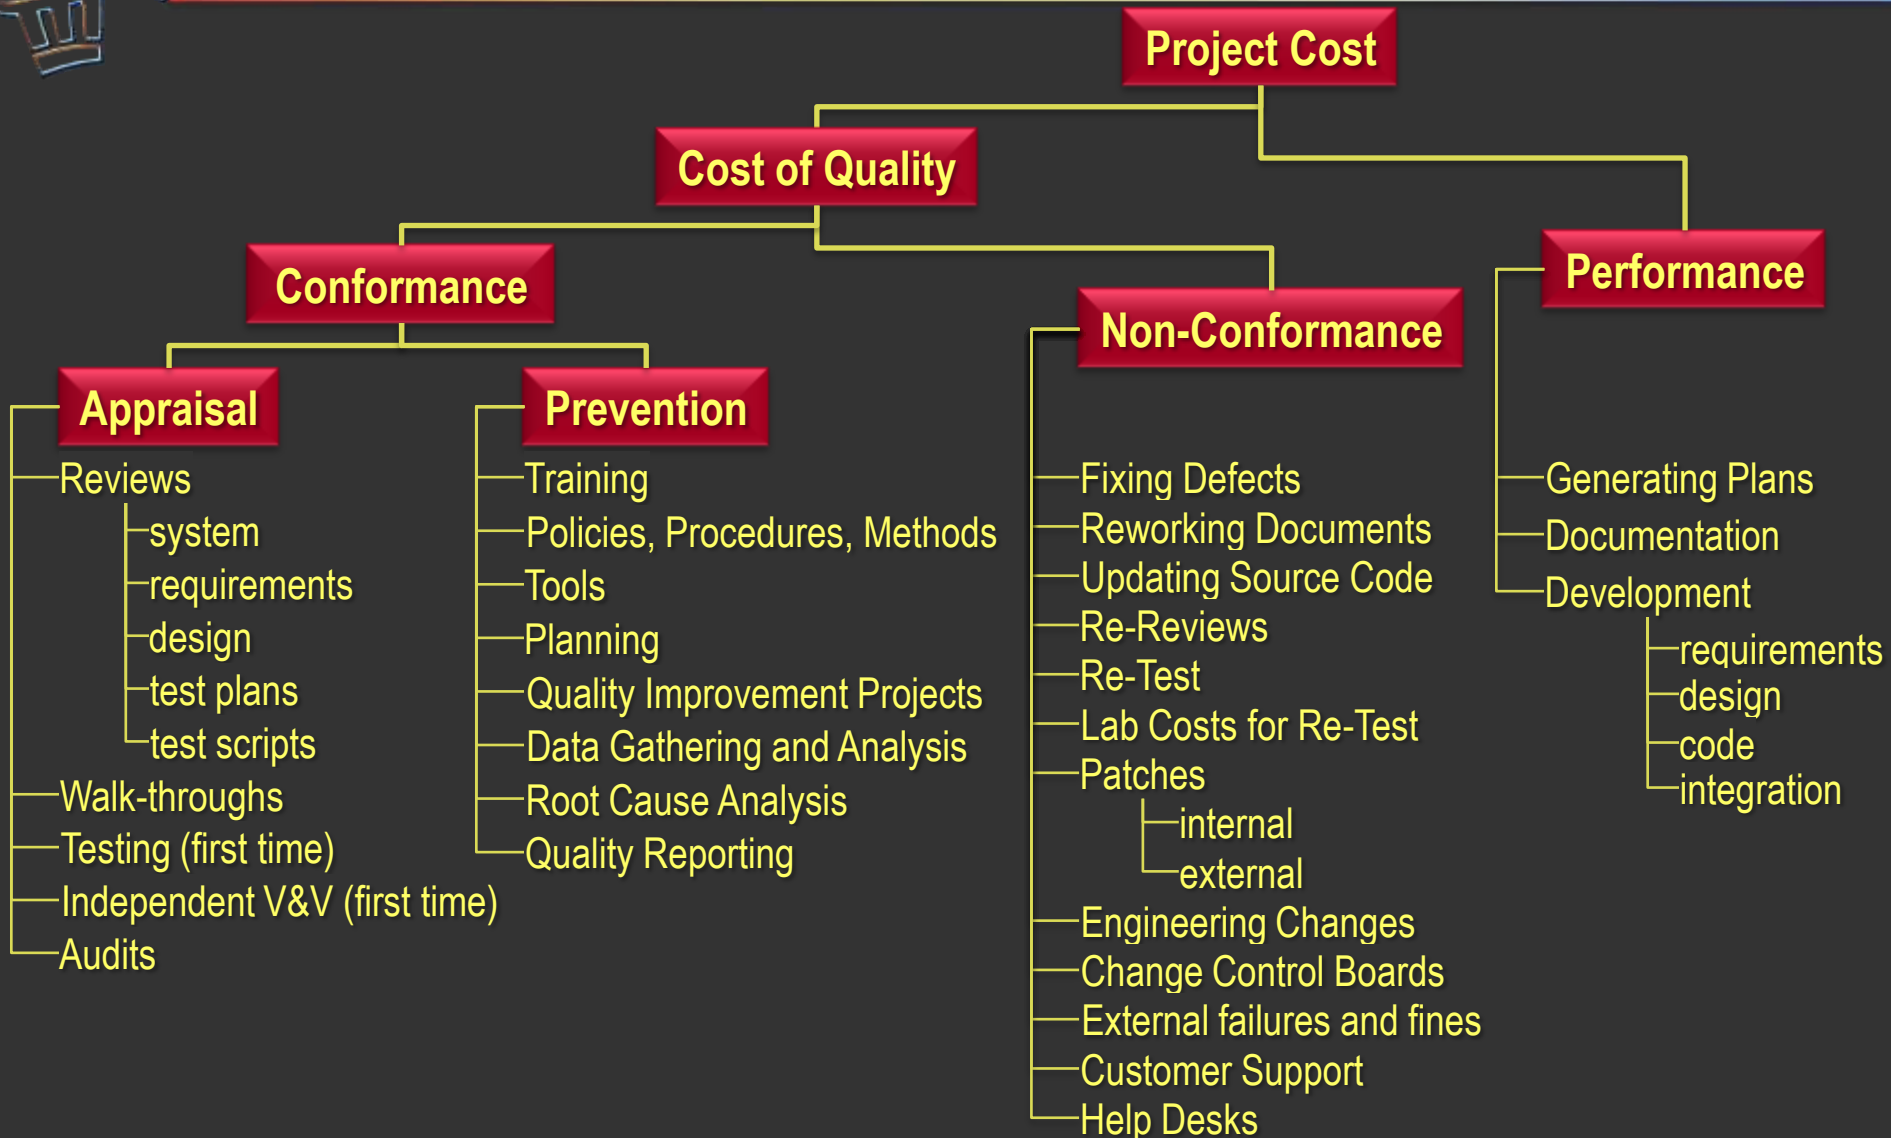 Project Cost
Cost of Quality
Conformance
Appraisal
Reviews
system
requirements
design
test plans
test scripts
Walk-throughs
Testing (first time)
Independent V&V (first time)
Audits
Prevention
Training
Policies, Procedures, Methods
Tools
Planning
Quality Improvement Projects
Data Gathering and Analysis
Root Cause Analysis
Quality Reporting
Non-Conformance
Fixing Defects
Reworking Documents
Updating Source Code
Re-Reviews
Re-Test
Lab Costs for Re-Test
Patches
internal
external
Engineering Changes
Change Control Boards
External failures and fines
Customer Support
Help Desks
Performance
Generating Plans
Documentation
Development
requirements
design
code
integration